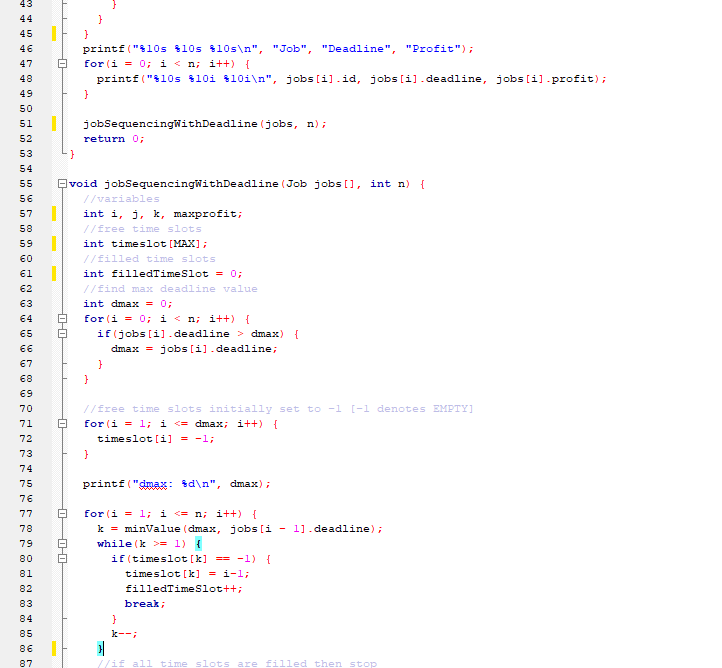 43 }
44 }
45 }
46 printf("%10s %10s %10s\n", "Job", "Deadline", "Profit");
47 for(i = 0; i < n; i++) {
48 printf("%10s %10i %10i\n", jobs[i].id, jobs[i].deadline, jobs[i].profit);
49 }
50
51 jobSequencingWithDeadline(jobs, n);
52 return 0;
53 }
54
55 void jobSequencingWithDeadline(Job jobs[], int n) {
56 //variables
57 int i, j, k, maxprofit;
58 //free time slots
59 int timeslot[MAX];
60 //filled time slots
61 int filledTimeSlot = 0;
62 //find max deadline value
63 int dmax = 0;
64 for(i = 0; i < n; i++) {
65 if(jobs[i].deadline > dmax) {
66 dmax = jobs[i].deadline;
67 }
68 }
69
70 //free time slots initially set to -1 [-1 denotes EMPTY]
71 for(i = 1; i <= dmax; i++) {
72 timeslot[i] = -1;
73 }
74
75 printf("dmax: %d\n", dmax);
76
77 for(i = 1; i <= n; i++) {
78 k = minValue(dmax, jobs[i - 1].deadline);
79 while(k >= 1) {
80 if(timeslot[k] == -1) {
81 timeslot[k] = i-1;
82 filledTimeSlot++;
83 break;
84 }
85 k--;
86 }
87 //if all time slots are filled then stop